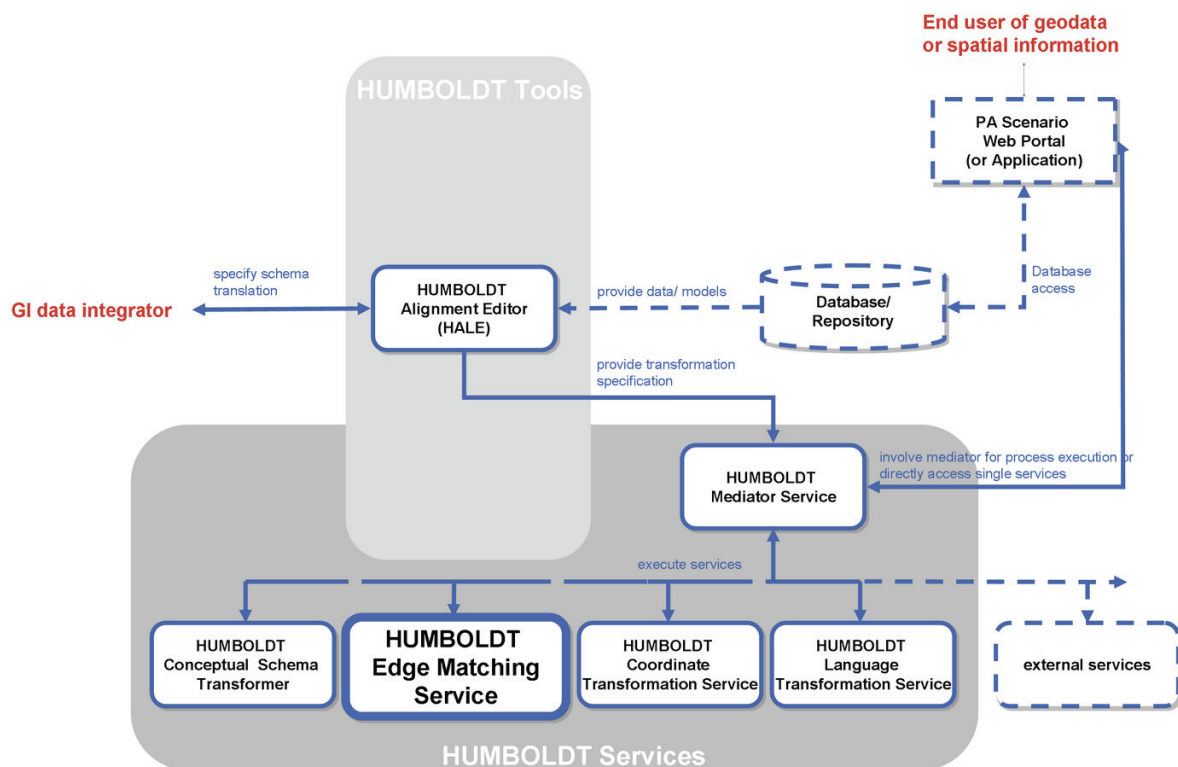 End user of geodata
or spatial information
HUMBOLDT Tools
PA Scenario
Web Portal
(or Application)
specify schema
translation
GI data integrator
HUMBOLDT
Alignment Editor
(HALE)
provide data/ models
Database/
Repository
Database
access
provide transformation
specification
HUMBOLDT
Mediator Service
involve mediator for process execution or
directly access single services
execute services
HUMBOLDT
Conceptual Schema
Transformer
HUMBOLDT
Edge Matching
Service
HUMBOLDT
Coordinate
Transformation Service
HUMBOLDT
Language
Transformation Service
external services
HUMBOLDT Services